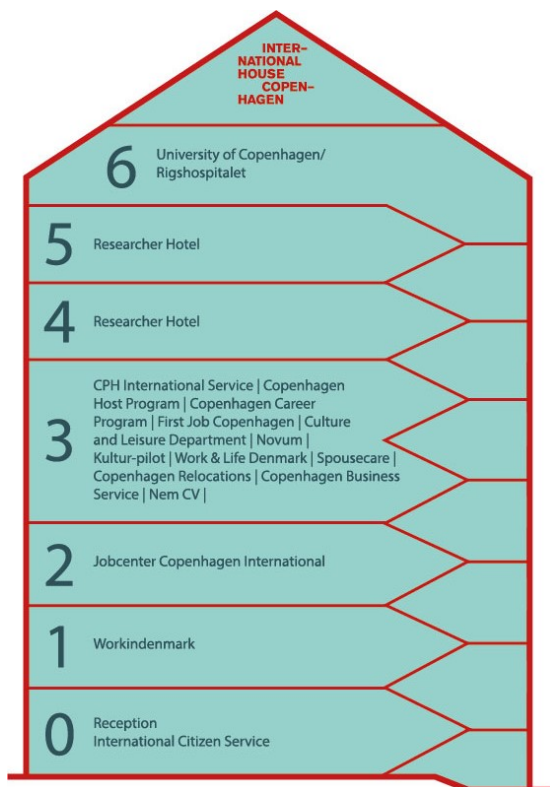 INTER–
NATIONAL
HOUSE
COPEN–
HAGEN
6
University of Copenhagen/
Rigshospitalet
5
Researcher Hotel
4
Researcher Hotel
3
CPH International Service | Copenhagen
Host Program | Copenhagen Career
Program | First Job Copenhagen | Culture
and Leisure Department | Novum |
Kultur-pilot | Work & Life Denmark | Spousecare |
Copenhagen Relocations | Copenhagen Business
Service | Nem CV |
2
Jobcenter Copenhagen International
1
Workindenmark
0
Reception
International Citizen Service